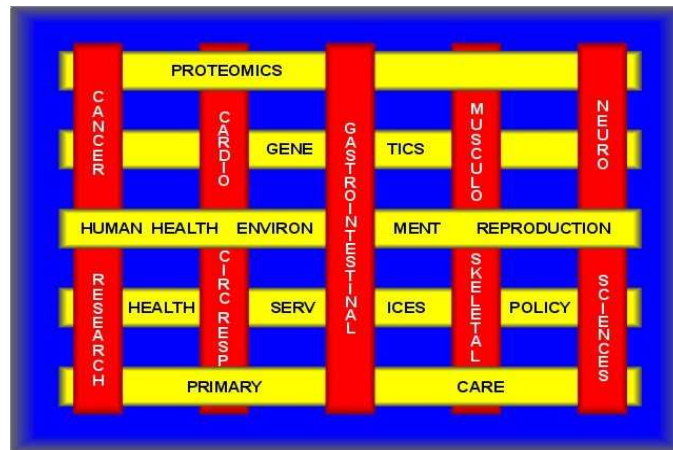 PROTEOMICS
GENE TICS
HUMAN HEALTH ENVIRON MENT REPRODUCTION
HEALTH SERV ICES POLICY
PRIMARY CARE
CANCER RESEARCH
CARDIO CIRC RESP
GASTROINTESTINAL
MUSCULO SKELETAL
NEURO SCIENCES